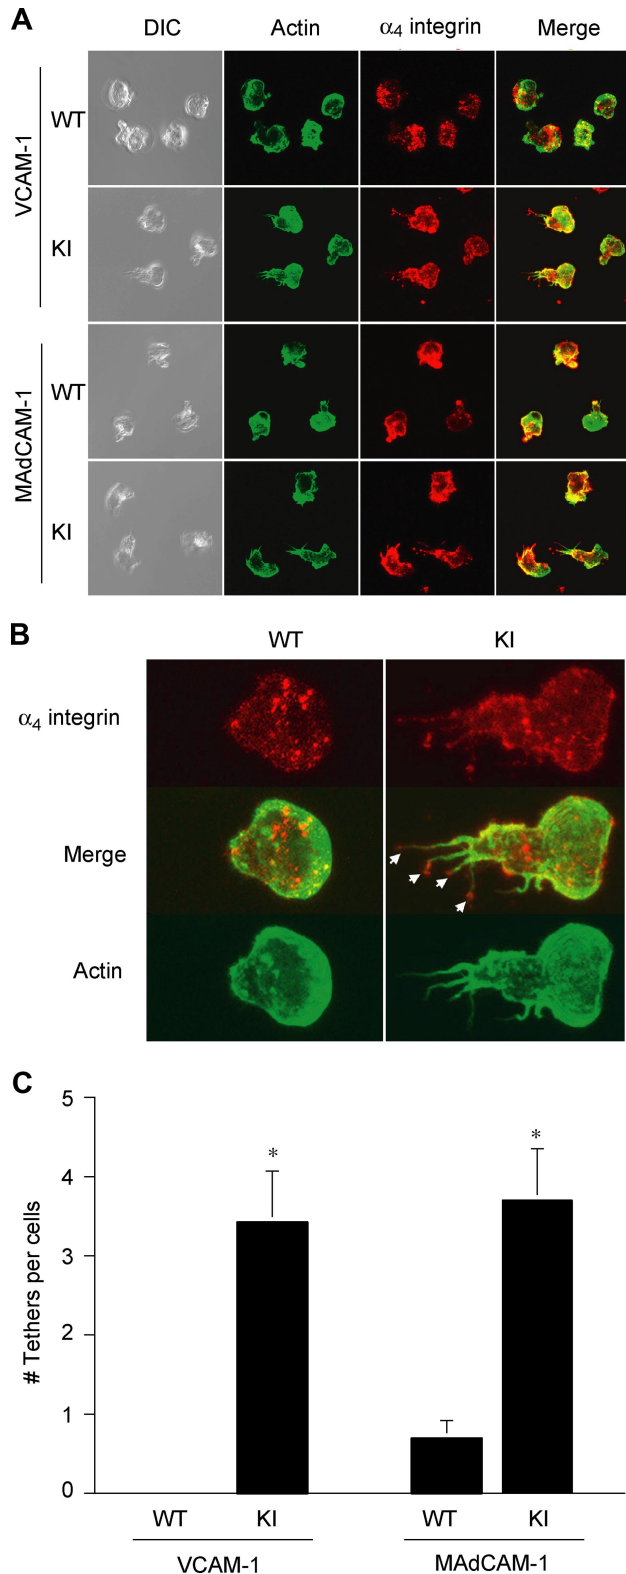 A
DIC Actin α4 integrin Merge
VCAM-1
WT
KI
MAdCAM-1
WT
KI
B
WT KI
α4 integrin
Merge
Actin
C
# Tethers per cells
5
4
3
2
1
0
*
*
WT KI WT KI
VCAM-1 MAdCAM-1